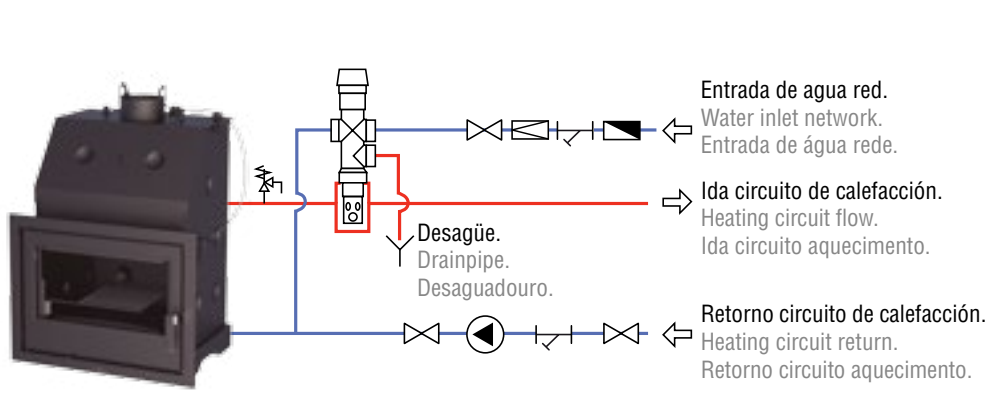 Entrada de agua red.
Water inlet network.
Entrada de água rede.
Ida circuito de calefacción.
Heating circuit flow.
Ida circuito aquecimento.
Desagüe.
Drainpipe.
Desaguadouro.
Retorno circuito de calefacción.
Heating circuit return.
Retorno circuito aquecimento.